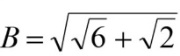 B = √(√6 + √2)